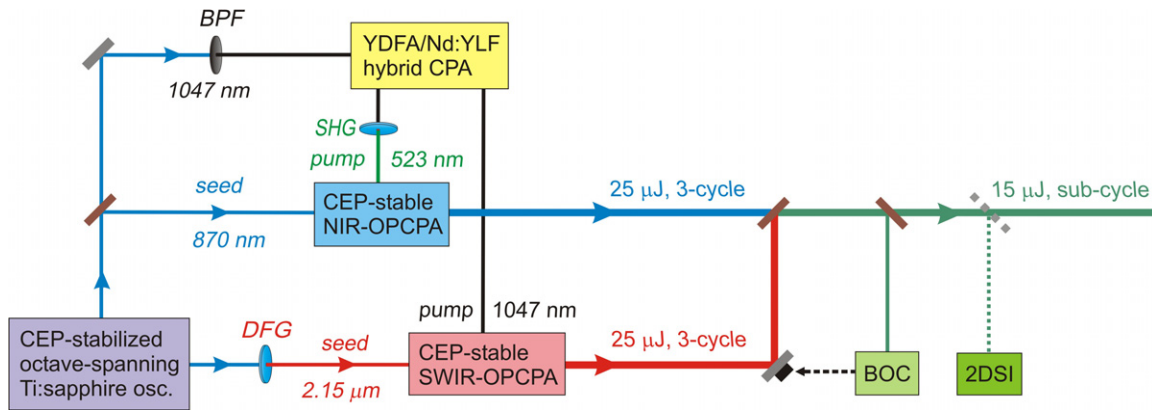 BPF
1047 nm
YDFA/Nd:YLF
hybrid CPA
SHG
pump
523 nm
seed
870 nm
CEP-stable
NIR-OPCPA
25 μJ, 3-cycle
15 μJ, sub-cycle
pump
1047 nm
CEP-stabilized
octave-spanning
Ti:sapphire osc.
DFG
seed
2.15 μm
CEP-stable
SWIR-OPCPA
25 μJ, 3-cycle
BOC
2DSI